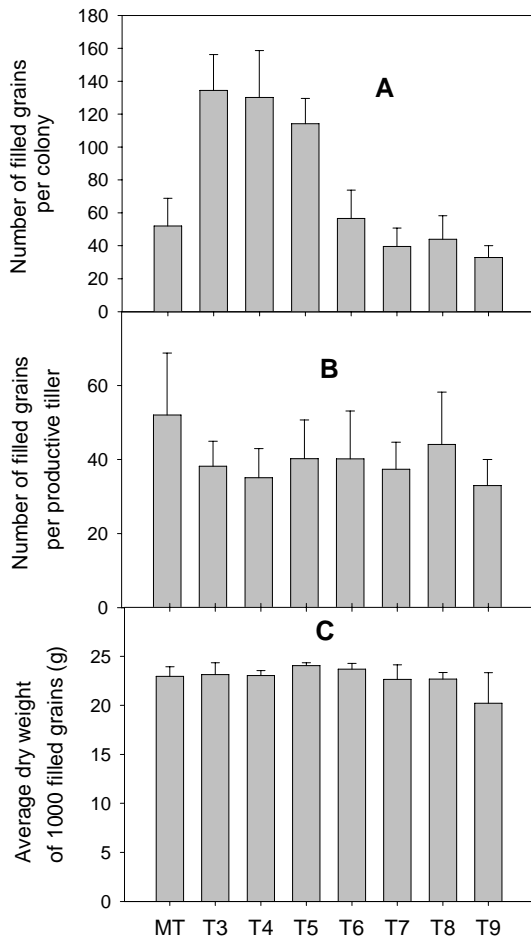 Number of filled grains
per colony
180
160
140
120
100
80
60
40
20
0
A
Number of filled grains
per productive tiller
60
40
20
0
B
Average dry weight
of 1000 filled grains (g)
25
20
15
10
5
0
C
MT T3 T4 T5 T6 T7 T8 T9